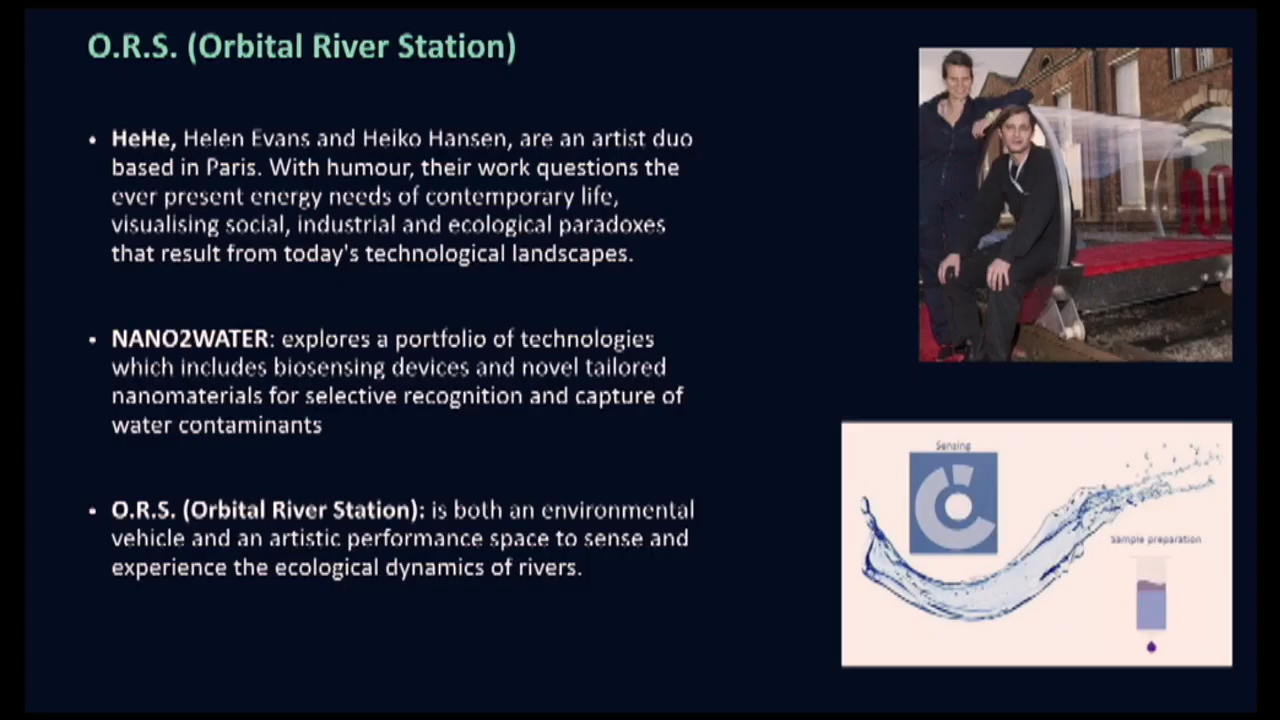 O.R.S. (Orbital River Station)
• HeHe, Helen Evans and Heiko Hansen, are an artist duo
based in Paris. With humour, their work questions the
ever present energy needs of contemporary life,
visualising social, industrial and ecological paradoxes
that result from today's technological landscapes.
• NANO2WATER: explores a portfolio of technologies
which includes biosensing devices and novel tailored
nanomaterials for selective recognition and capture of
water contaminants
• O.R.S. (Orbital River Station): is both an environmental
vehicle and an artistic performance space to sense and
experience the ecological dynamics of rivers.
Sensing
Sample preparation